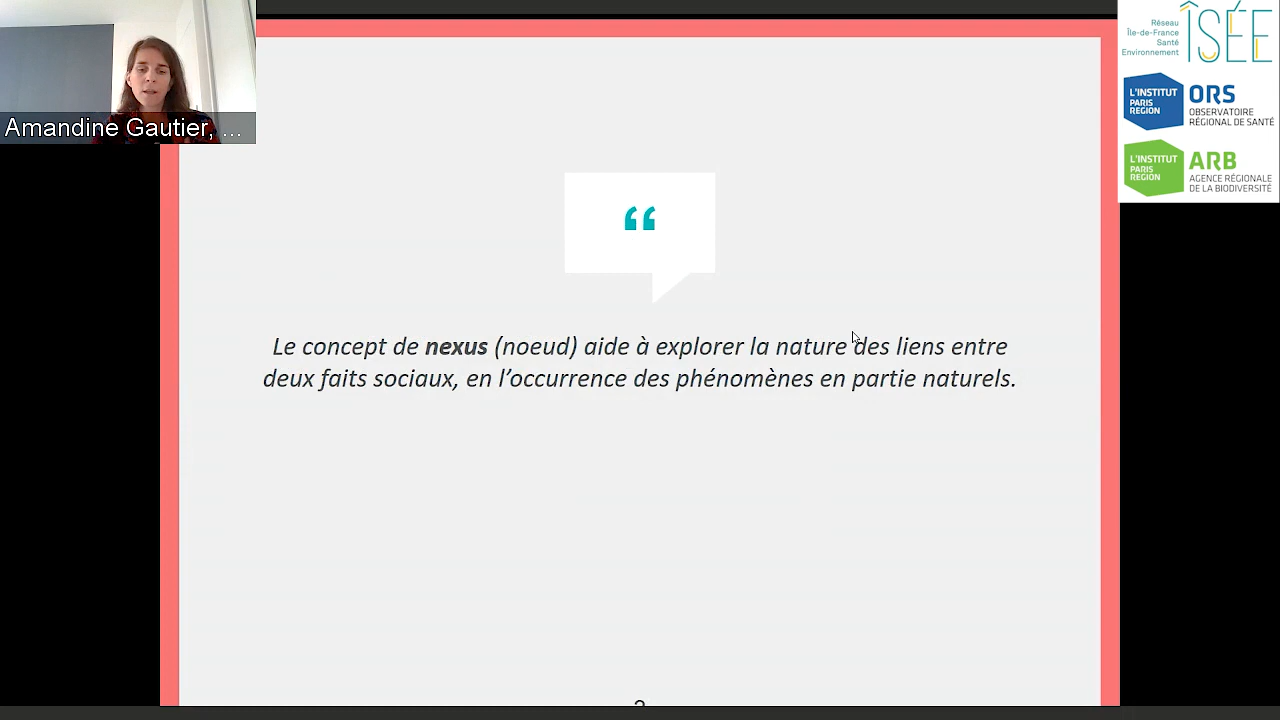 Amandine Gautier, ...
Réseau
Île-de-France
Santé
Environnement
ÎSÉE
L'INSTITUT
PARIS
REGION
ORS
OBSERVATOIRE
RÉGIONAL DE SANTÉ
L'INSTITUT
PARIS
REGION
ARB
AGENCE RÉGIONALE
DE LA BIODIVERSITÉ
“
Le concept de nexus (noeud) aide à explorer la nature des liens entre
deux faits sociaux, en l’occurrence des phénomènes en partie naturels.